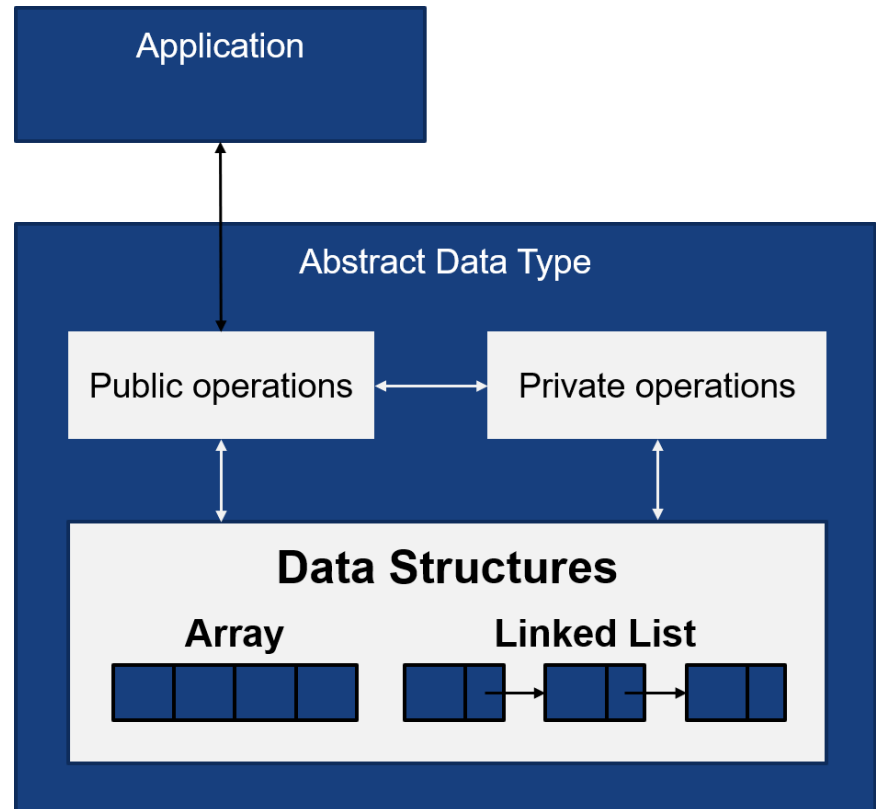 Application
Abstract Data Type
Public operations
Private operations
Data Structures
Array
Linked List